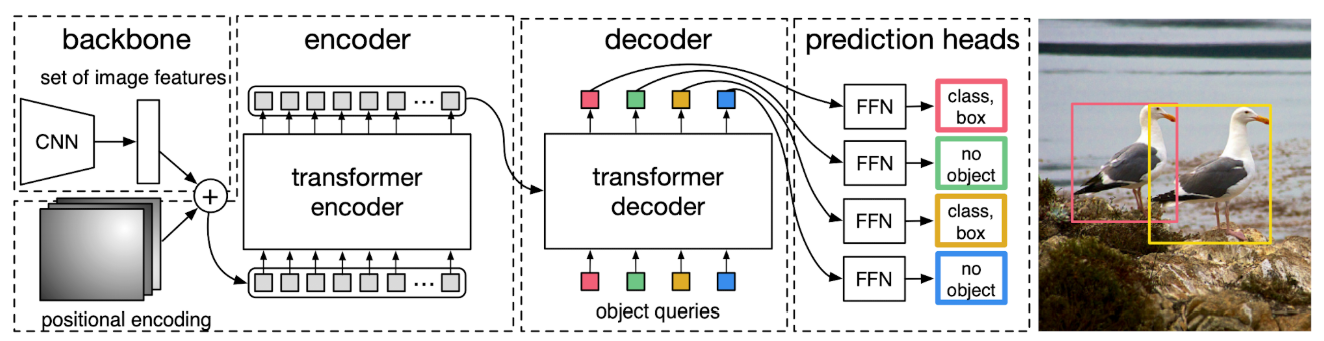 backbone
set of image features
CNN
+
positional encoding
encoder
...
transformer
encoder
...
decoder
transformer
decoder
object queries
prediction heads
FFN
class,
box
FFN
no
object
FFN
class,
box
FFN
no
object